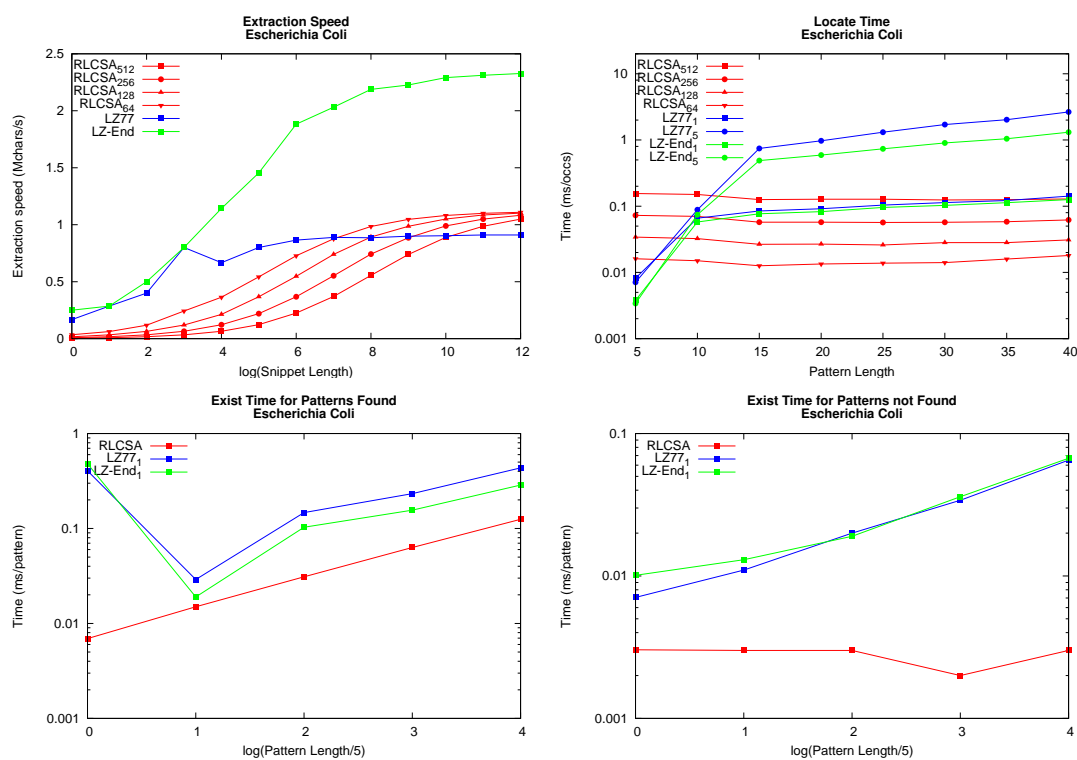 Extraction Speed
Escherichia Coli
Extraction speed (Mchars/s)
2.5
2
1.5
1
0.5
0
0 2 4 6 8 10 12
log(Snippet Length)
RLCSA512
RLCSA256
RLCSA128
RLCSA64
LZ77
LZ-End
Locate Time
Escherichia Coli
Time (ms/occs)
10
1
0.1
0.01
0.001
5 10 15 20 25 30 35 40
Pattern Length
RLCSA512
RLCSA256
RLCSA128
RLCSA64
LZ771
LZ775
LZ-End1
LZ-End5
Exist Time for Patterns Found
Escherichia Coli
Time (ms/pattern)
1
0.1
0.01
0.001
0 1 2 3 4
log(Pattern Length/5)
RLCSA
LZ771
LZ-End1
Exist Time for Patterns not Found
Escherichia Coli
Time (ms/pattern)
0.1
0.01
0.001
0 1 2 3 4
log(Pattern Length/5)
RLCSA
LZ771
LZ-End1